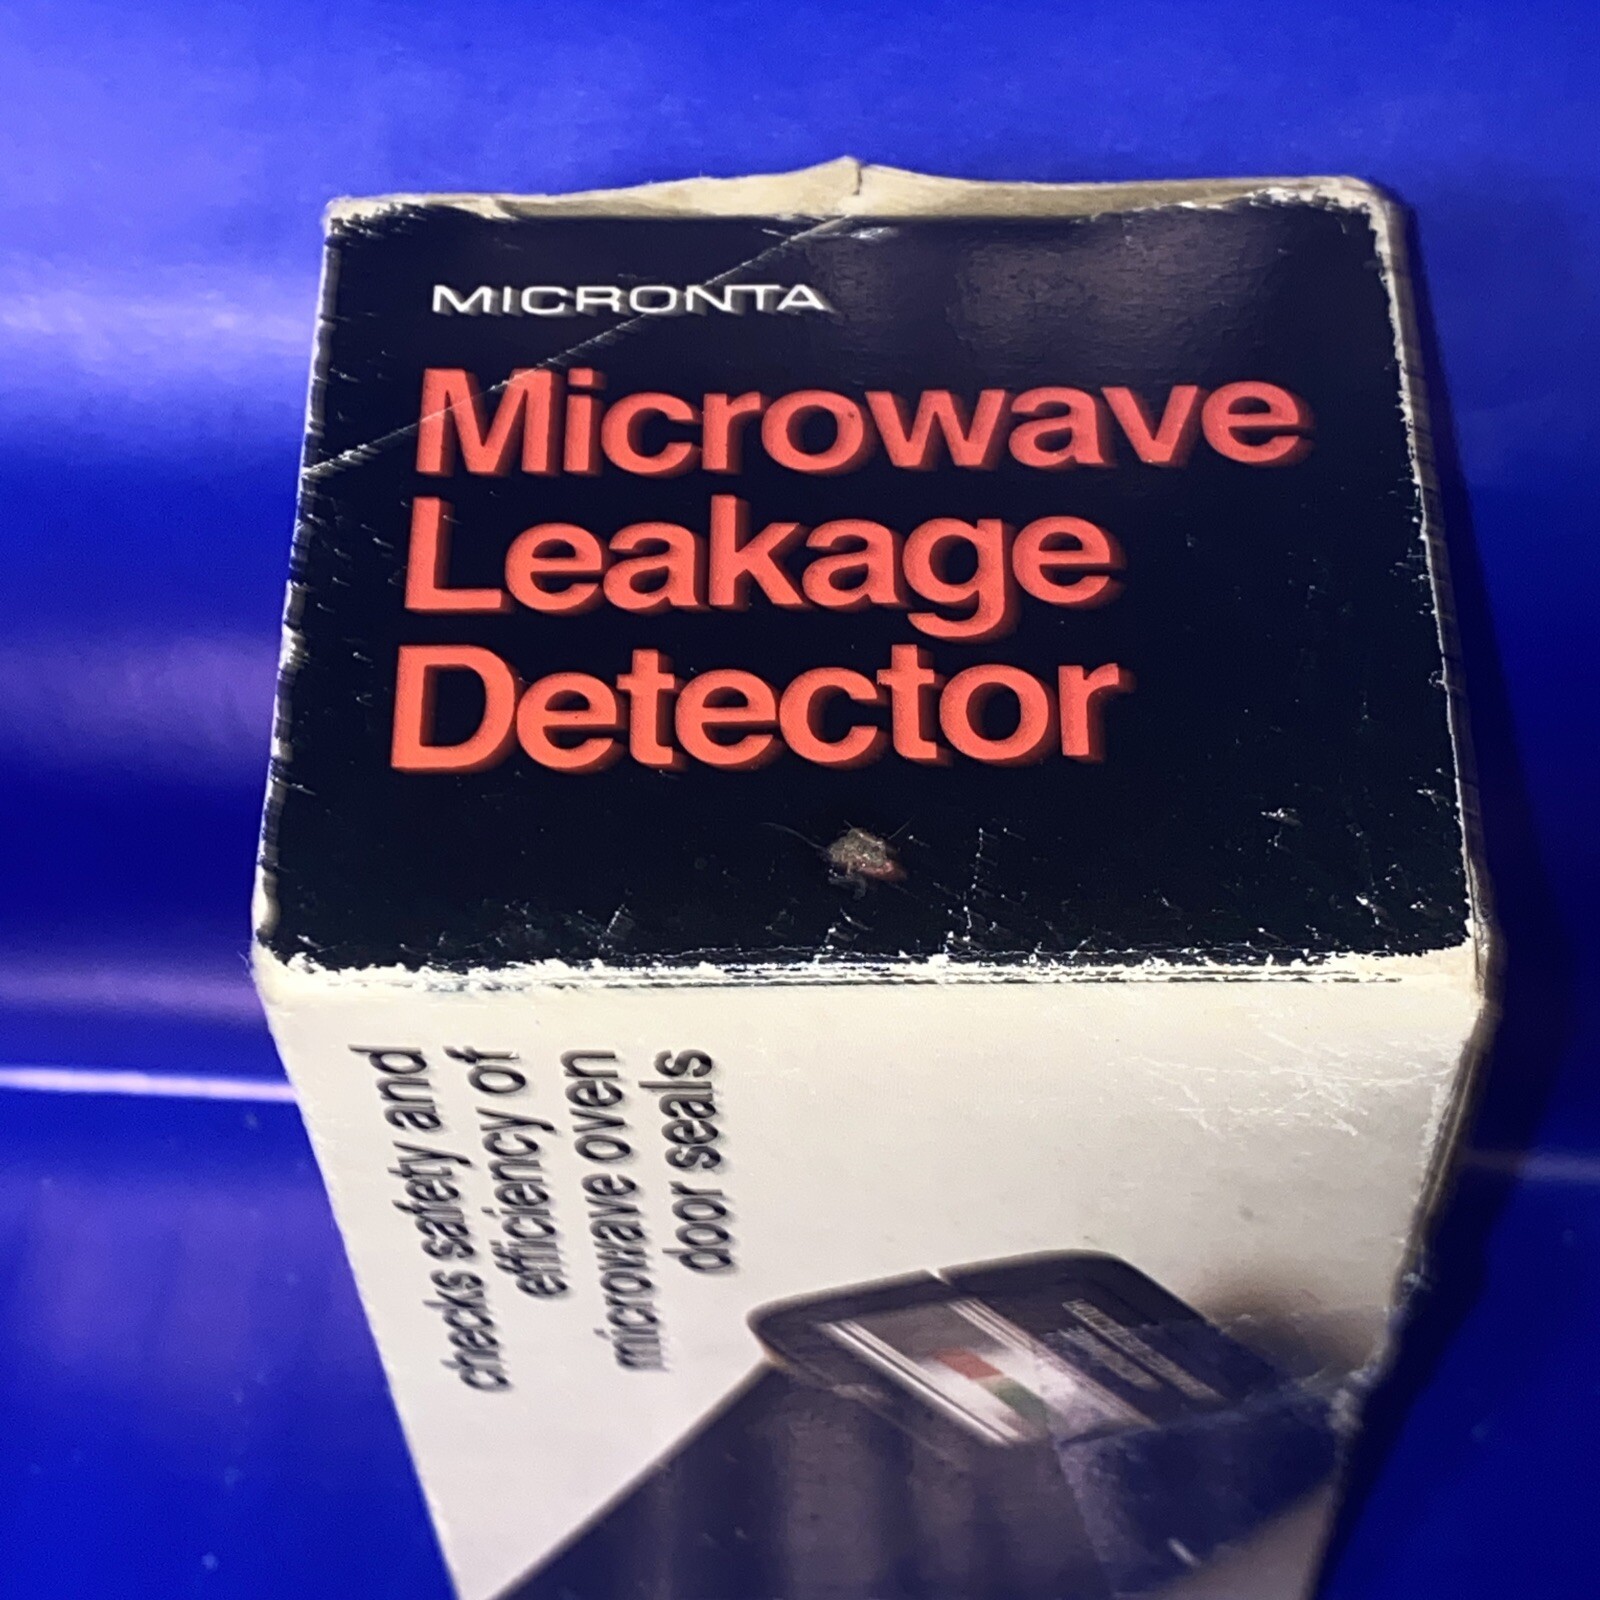 MICRONTA
Microwave
Leakage
Detector
checks safety and
efficiency of
microwave oven
door seals